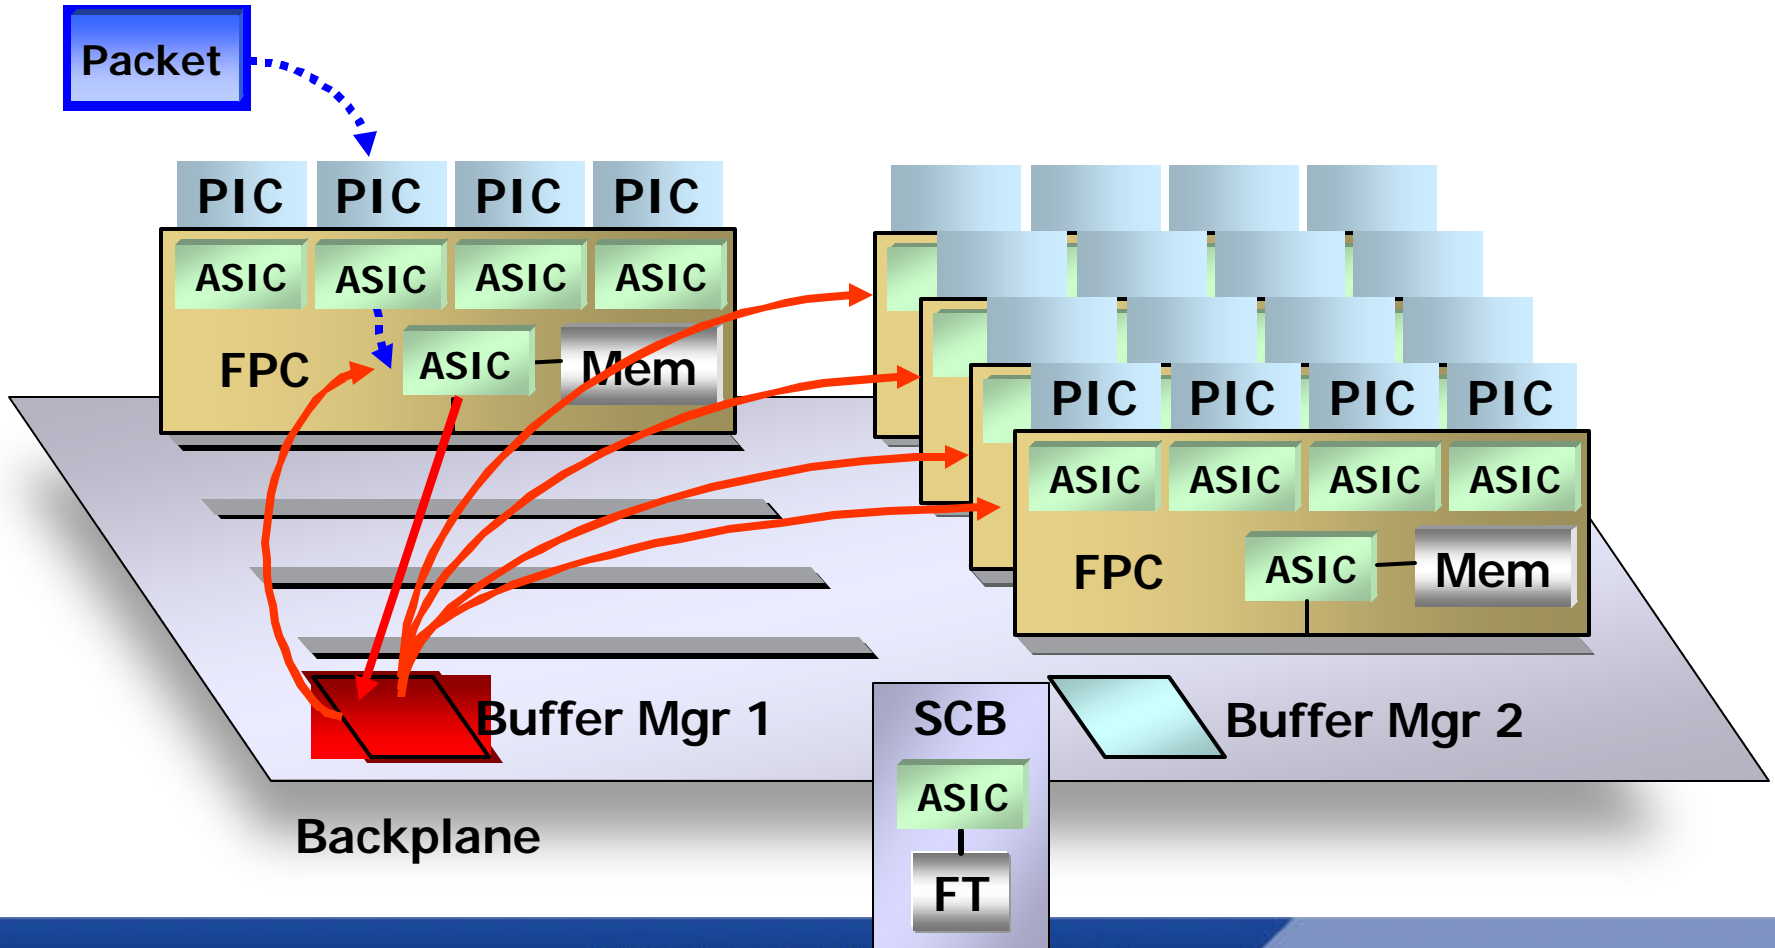 Packet
PIC PIC PIC PIC
ASIC ASIC ASIC ASIC
FPC ASIC Mem
PIC PIC PIC PIC
ASIC ASIC ASIC ASIC
FPC ASIC Mem
Buffer Mgr 1
SCB
Buffer Mgr 2
ASIC
Backplane
FT